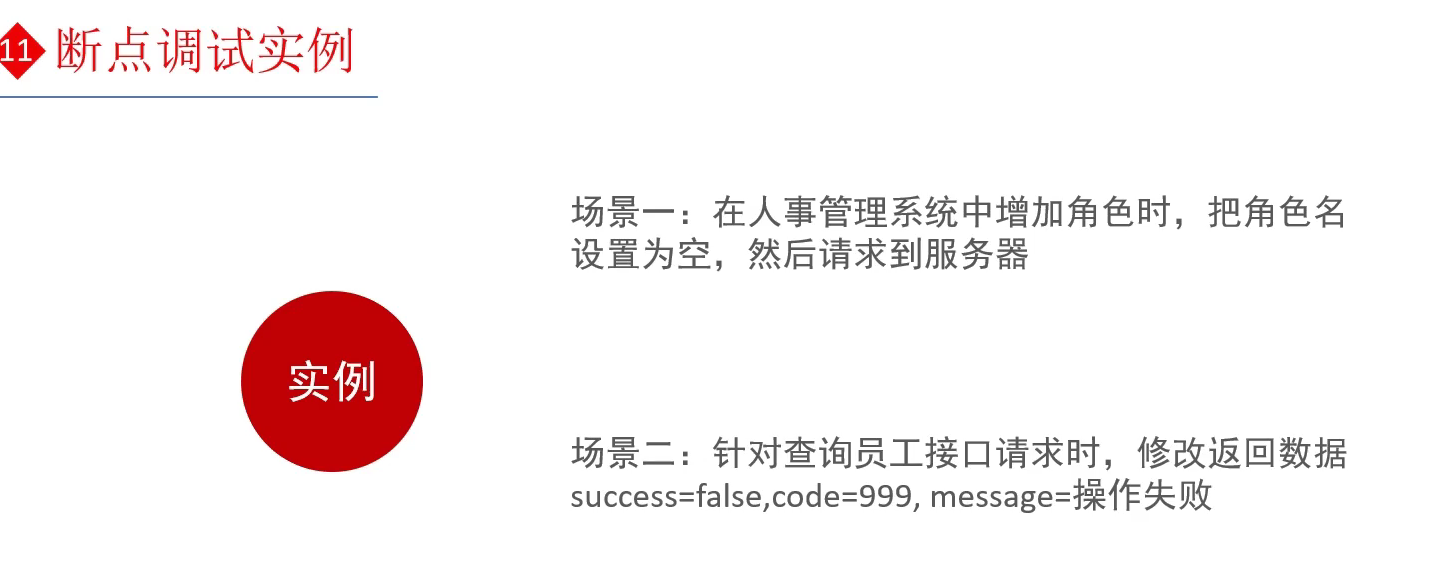 11 断点调试实例
场景一：在人事管理系统中增加角色时，把角色名
设置为空，然后请求到服务器
实例
场景二：针对查询员工接口请求时，修改返回数据
success=false,code=999, message=操作失败